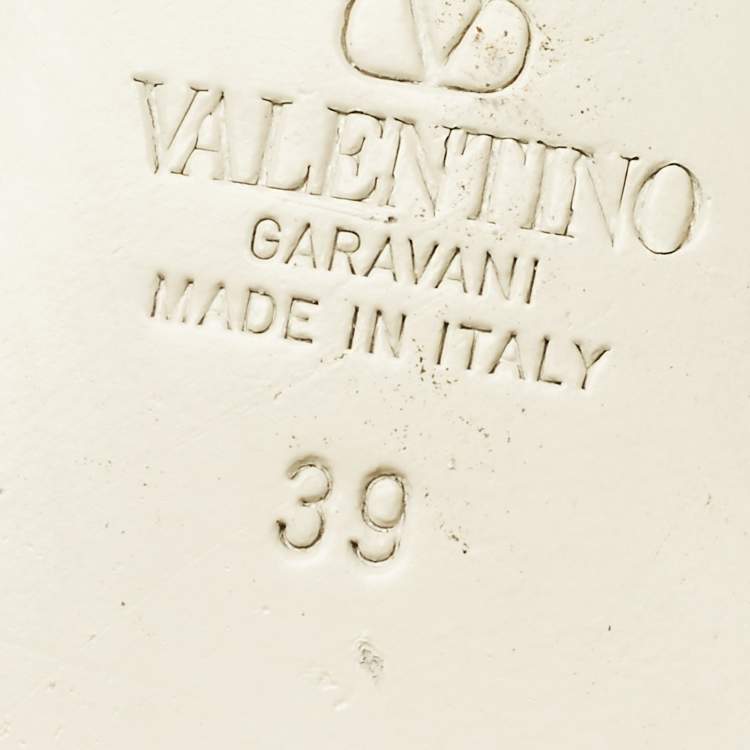 VALENTINO
GARAVANI
MADE IN ITALY
39